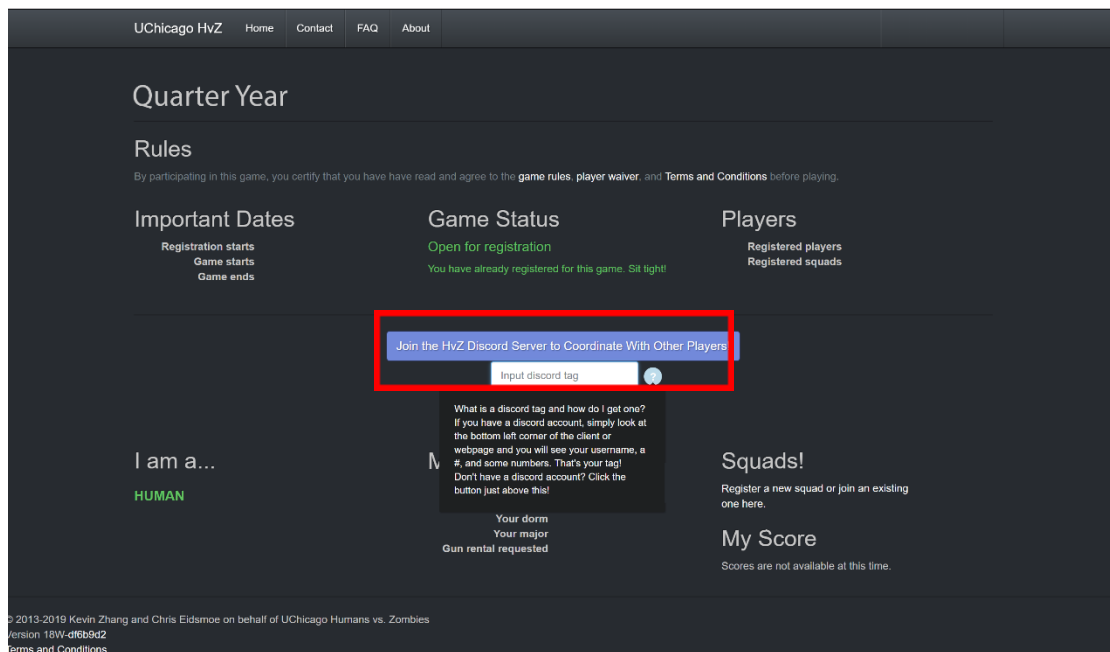 UChicago HvZ Home Contact FAQ About
Quarter Year
Rules
By participating in this game, you certify that you have have read and agree to the game rules, player waiver, and Terms and Conditions before playing.
Important Dates
Registration starts
Game starts
Game ends
Game Status
Open for registration
You have already registered for this game. Sit tight!
Players
Registered players
Registered squads
Join the HvZ Discord Server to Coordinate With Other Players
Input discord tag
?
What is a discord tag and how do I get one?
If you have a discord account, simply look at
the bottom left corner of the client or
webpage and you will see your username, a
#, and some numbers. That's your tag!
Don't have a discord account? Click the
button just above this!
I am a...
HUMAN
Your dorm
Your major
Gun rental requested
Squads!
Register a new squad or join an existing
one here.
My Score
Scores are not available at this time.
© 2013-2019 Kevin Zhang and Chris Eidsmoe on behalf of UChicago Humans vs. Zombies
Version 18W-df6b9d2
Terms and Conditions